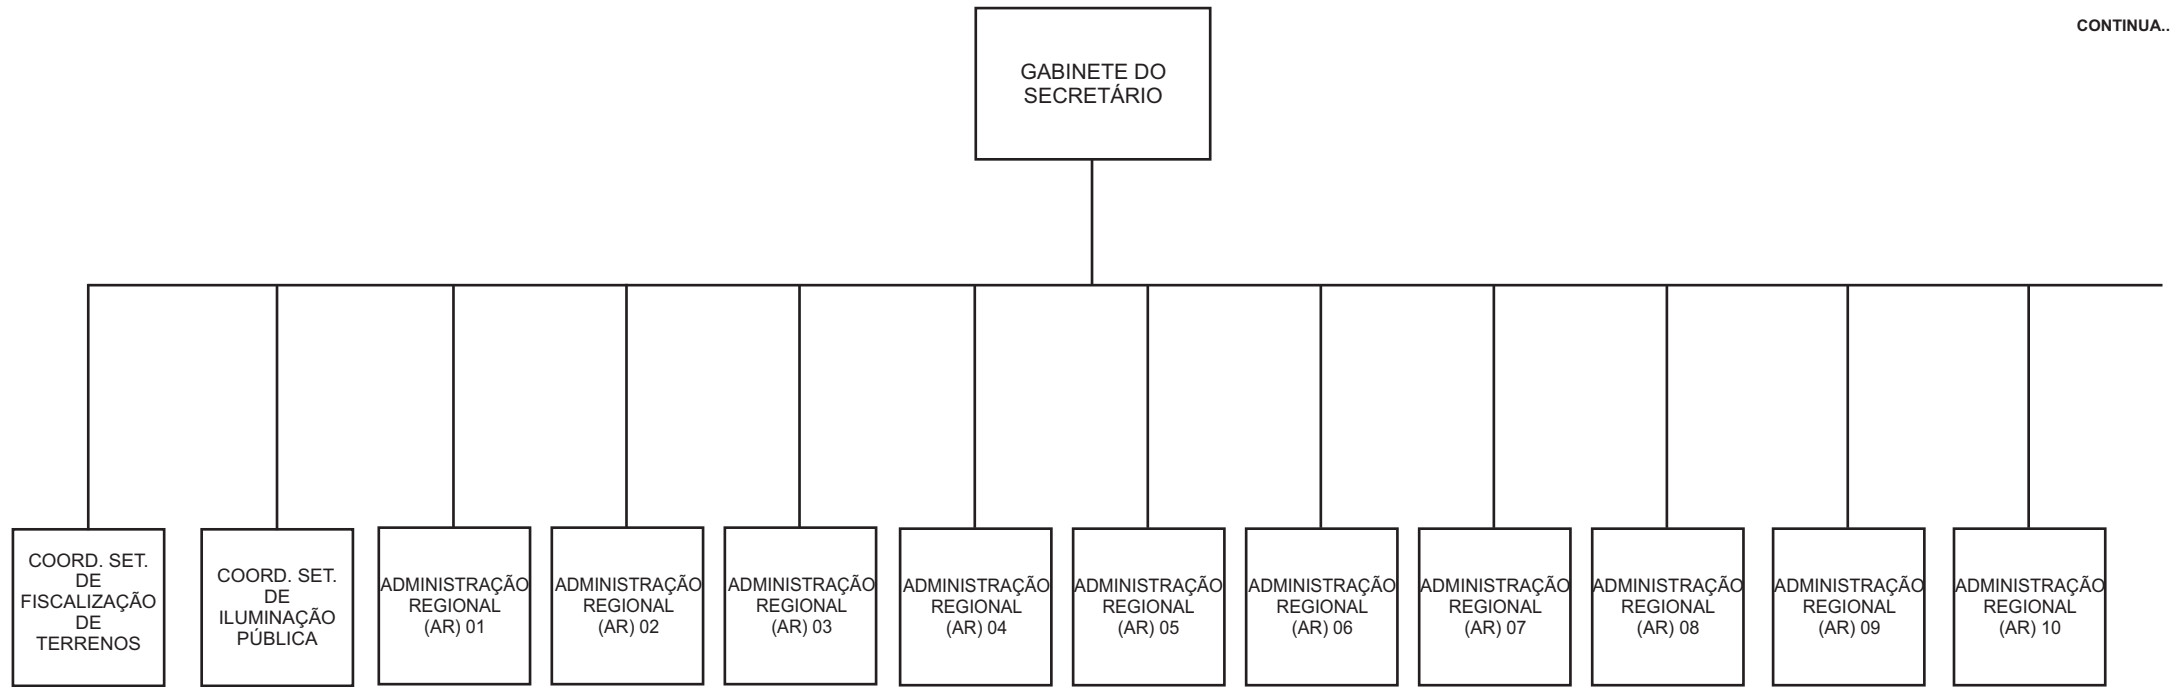 CONTINUA..
GABINETE DO
SECRETÁRIO
COORD. SET.
DE
FISCALIZAÇÃO
DE
TERRENOS
COORD. SET.
DE
ILUMINAÇÃO
PÚBLICA
ADMINISTRAÇÃO
REGIONAL
(AR) 01
ADMINISTRAÇÃO
REGIONAL
(AR) 02
ADMINISTRAÇÃO
REGIONAL
(AR) 03
ADMINISTRAÇÃO
REGIONAL
(AR) 04
ADMINISTRAÇÃO
REGIONAL
(AR) 05
ADMINISTRAÇÃO
REGIONAL
(AR) 06
ADMINISTRAÇÃO
REGIONAL
(AR) 07
ADMINISTRAÇÃO
REGIONAL
(AR) 08
ADMINISTRAÇÃO
REGIONAL
(AR) 09
ADMINISTRAÇÃO
REGIONAL
(AR) 10